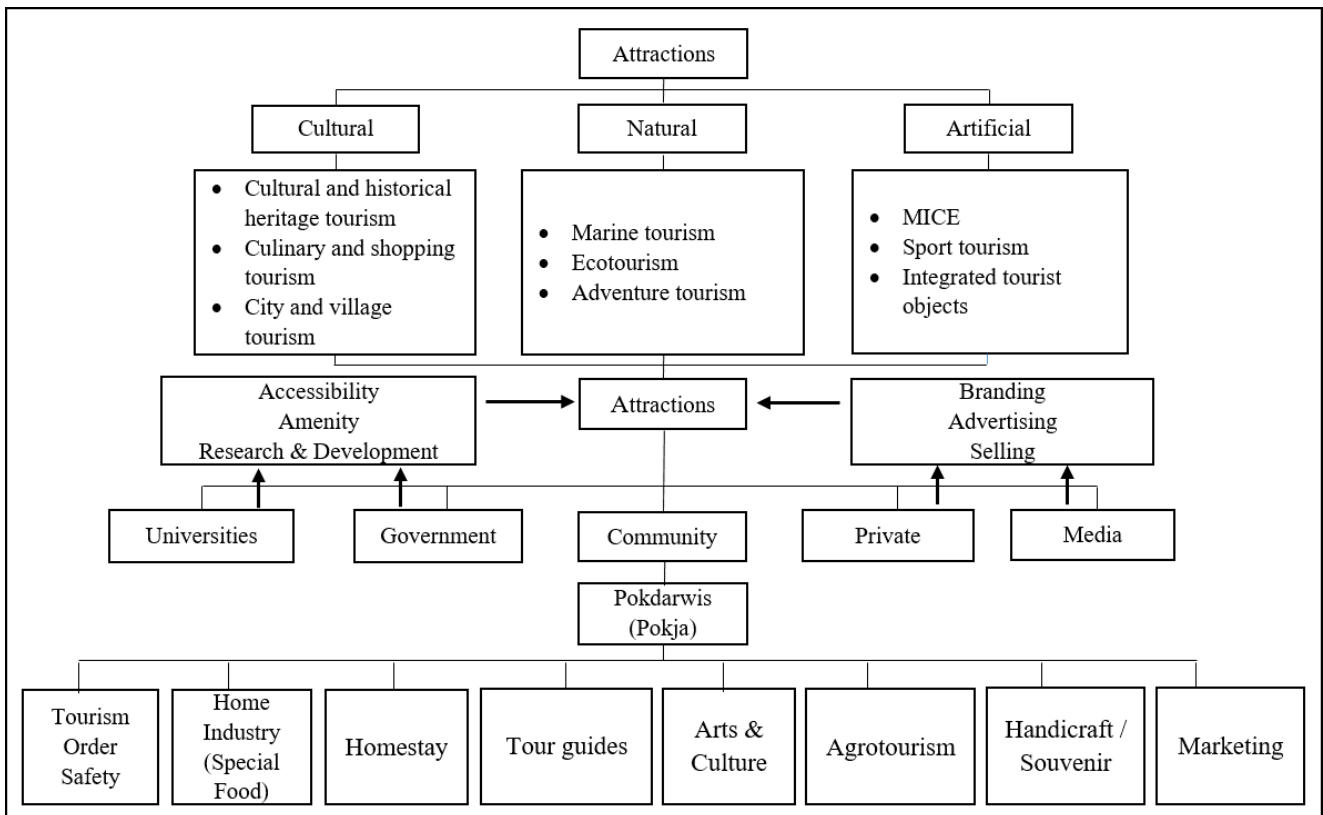 Attractions
Cultural
Natural
Artificial
• Cultural and historical
heritage tourism
• Culinary and shopping
tourism
• City and village
tourism
• Marine tourism
• Ecotourism
• Adventure tourism
• MICE
• Sport tourism
• Integrated tourist
objects
Accessibility
Amenity
Research & Development
Attractions
Branding
Advertising
Selling
Universities
Government
Community
Private
Media
Pokdarwis
(Pokja)
Tourism
Order
Safety
Home
Industry
(Special
Food)
Homestay
Tour guides
Arts &
Culture
Agrotourism
Handicraft /
Souvenir
Marketing